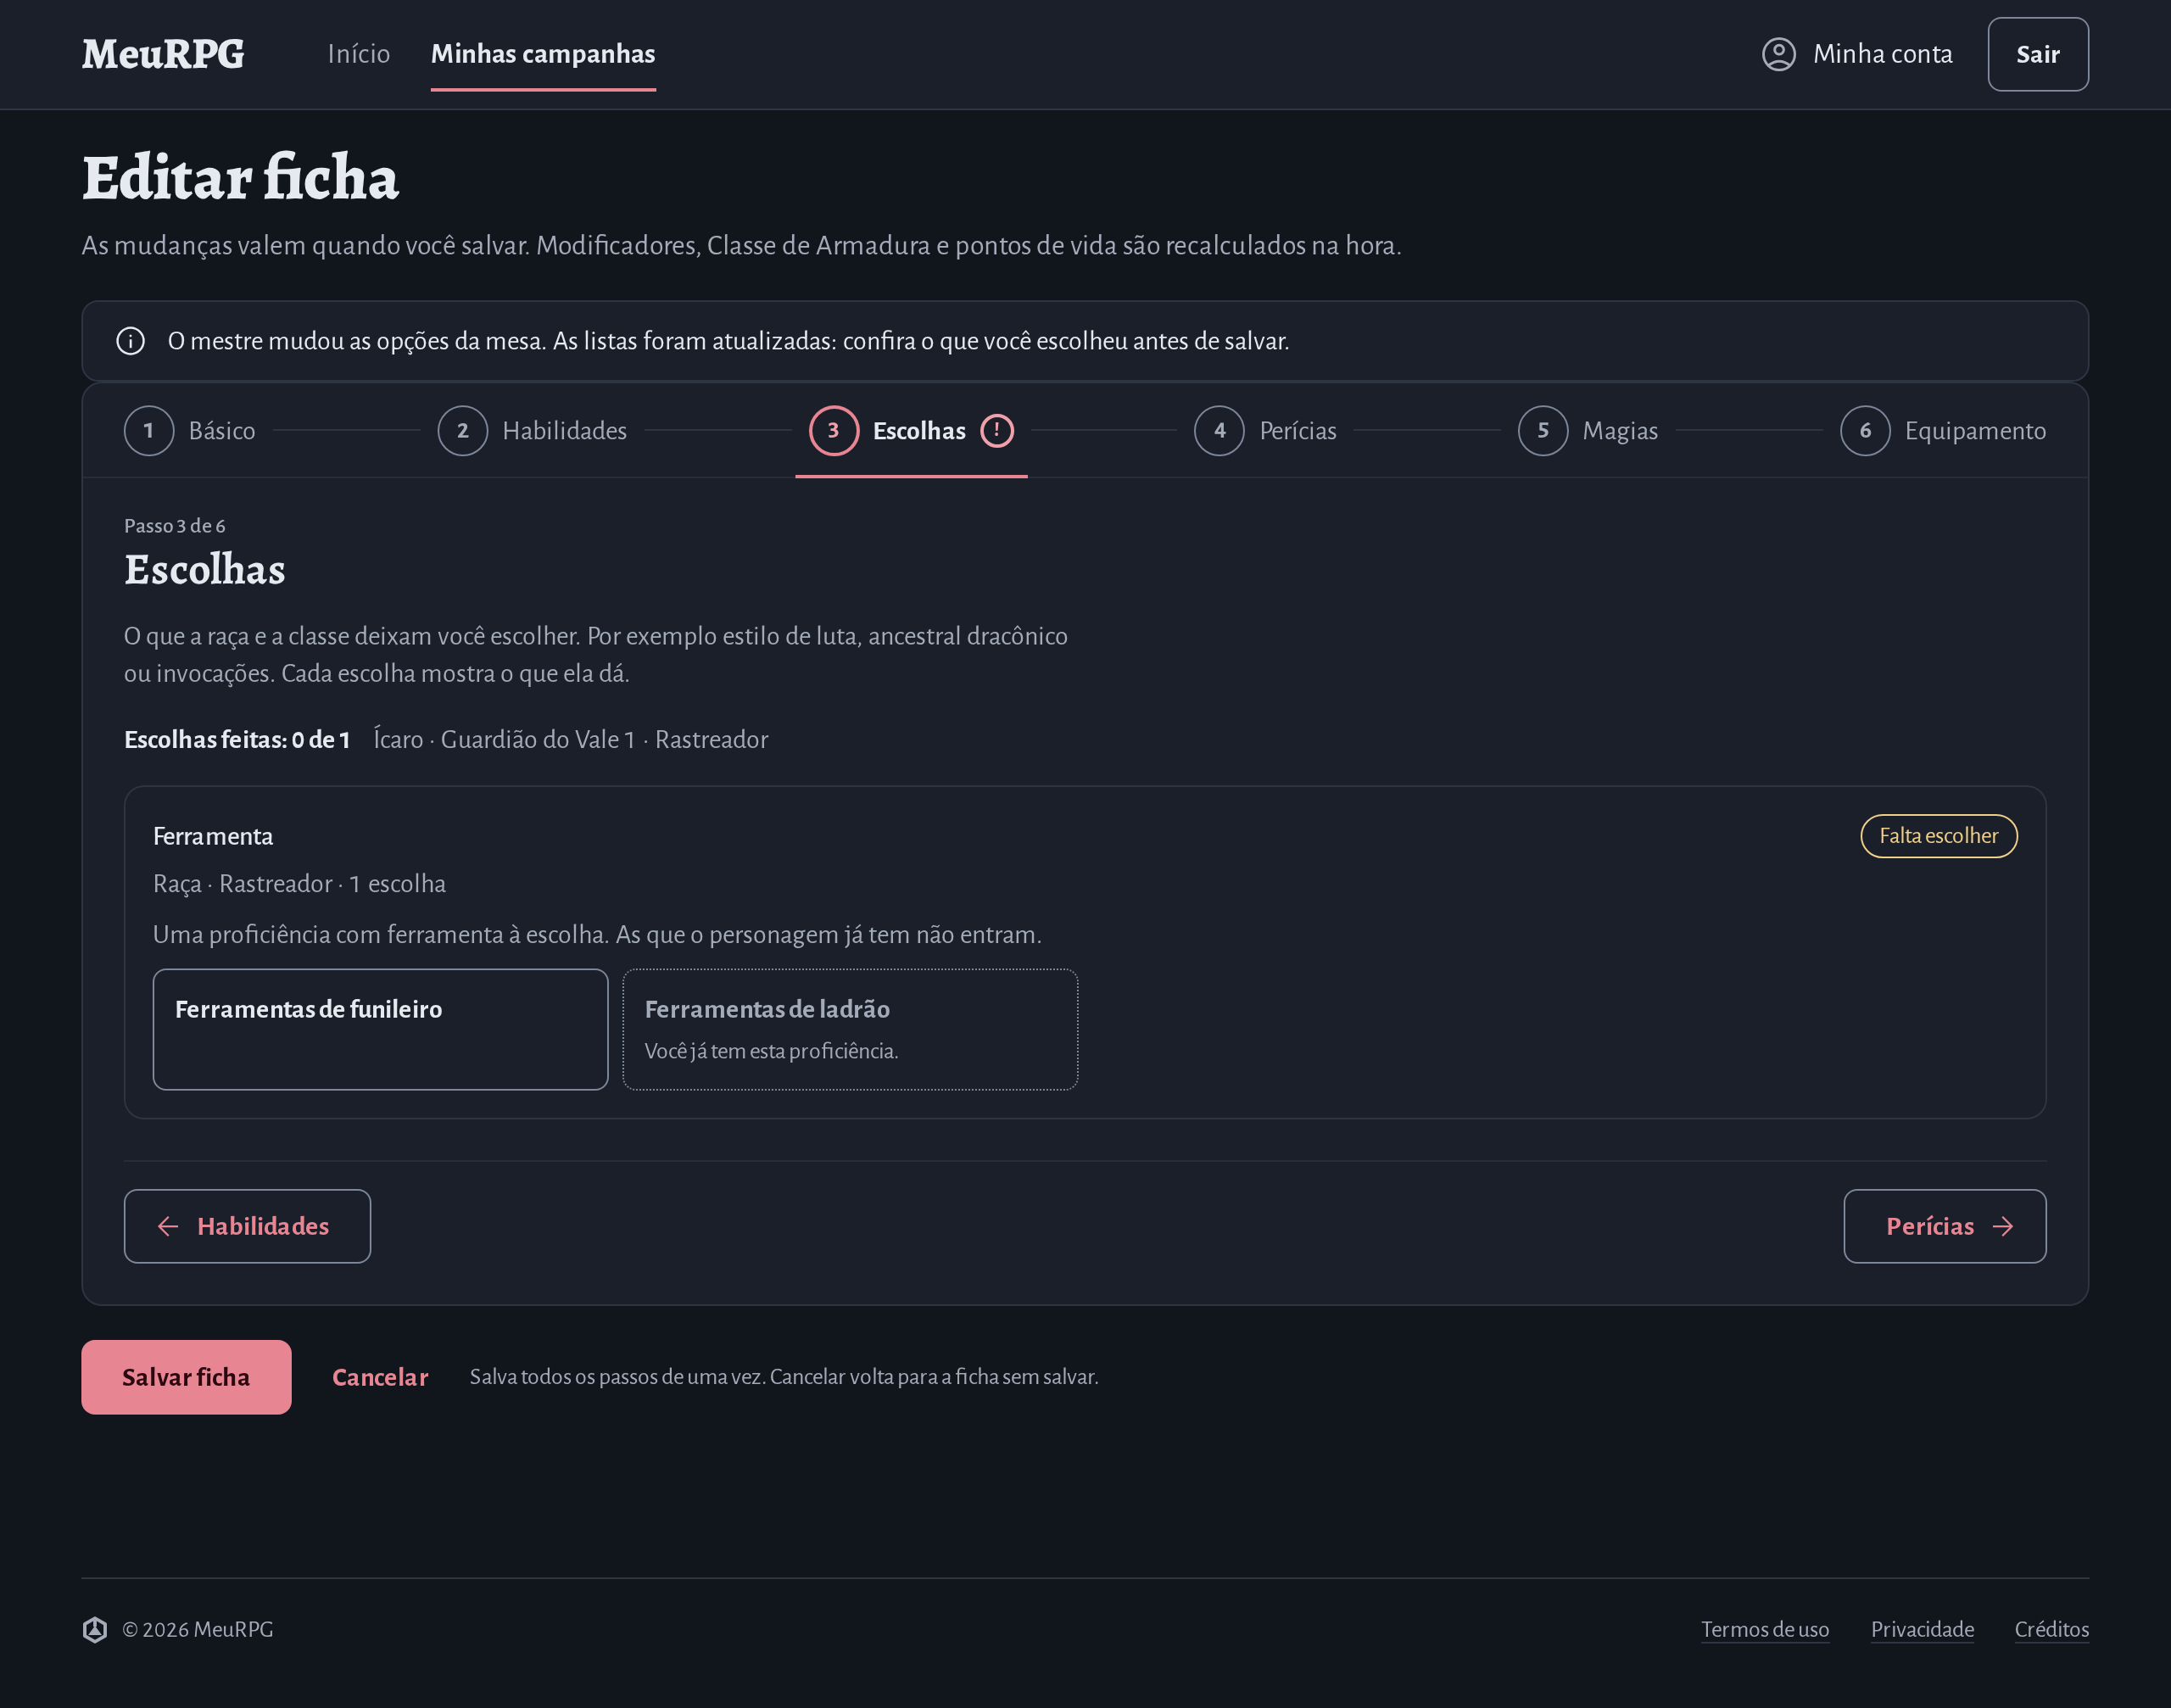 MeuRPG
Início
Minhas campanhas
Minha conta
Sair
Editar ficha
As mudanças valem quando você salvar. Modificadores, Classe de Armadura e pontos de vida são recalculados na hora.
O mestre mudou as opções da mesa. As listas foram atualizadas: confira o que você escolheu antes de salvar.
1 Básico
2 Habilidades
3 Escolhas !
4 Perícias
5 Magias
6 Equipamento
Passo 3 de 6
Escolhas
O que a raça e a classe deixam você escolher. Por exemplo estilo de luta, ancestral dracônico
ou invocações. Cada escolha mostra o que ela dá.
Escolhas feitas: 0 de 1 Ícaro · Guardião do Vale 1 · Rastreador
Ferramenta
Falta escolher
Raça · Rastreador · 1 escolha
Uma proficiência com ferramenta à escolha. As que o personagem já tem não entram.
Ferramentas de funileiro
Ferramentas de ladrão
Você já tem esta proficiência.
← Habilidades
Perícias →
Salvar ficha
Cancelar
Salva todos os passos de uma vez. Cancelar volta para a ficha sem salvar.
© 2026 MeuRPG
Termos de uso
Privacidade
Créditos